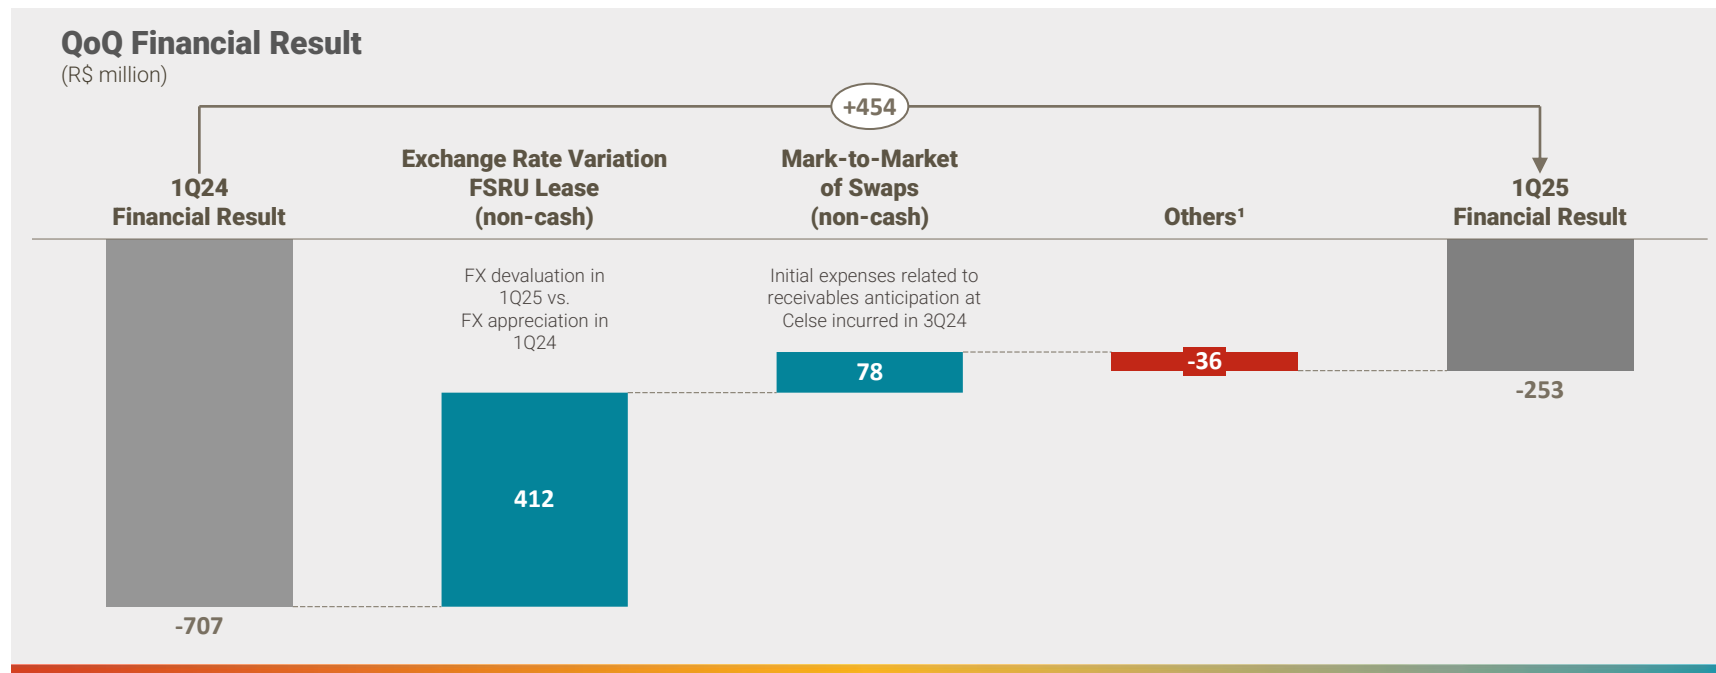 QoQ Financial Result
(R$ million)
+454
1Q24
Financial Result
Exchange Rate Variation
FSRU Lease
(non-cash)
Mark-to-Market
of Swaps
(non-cash)
Others¹
1Q25
Financial Result
FX devaluation in
1Q25 vs.
FX appreciation in
1Q24
Initial expenses related to
receivables anticipation at
Celse incurred in 3Q24
-707
412
78
-36
-253